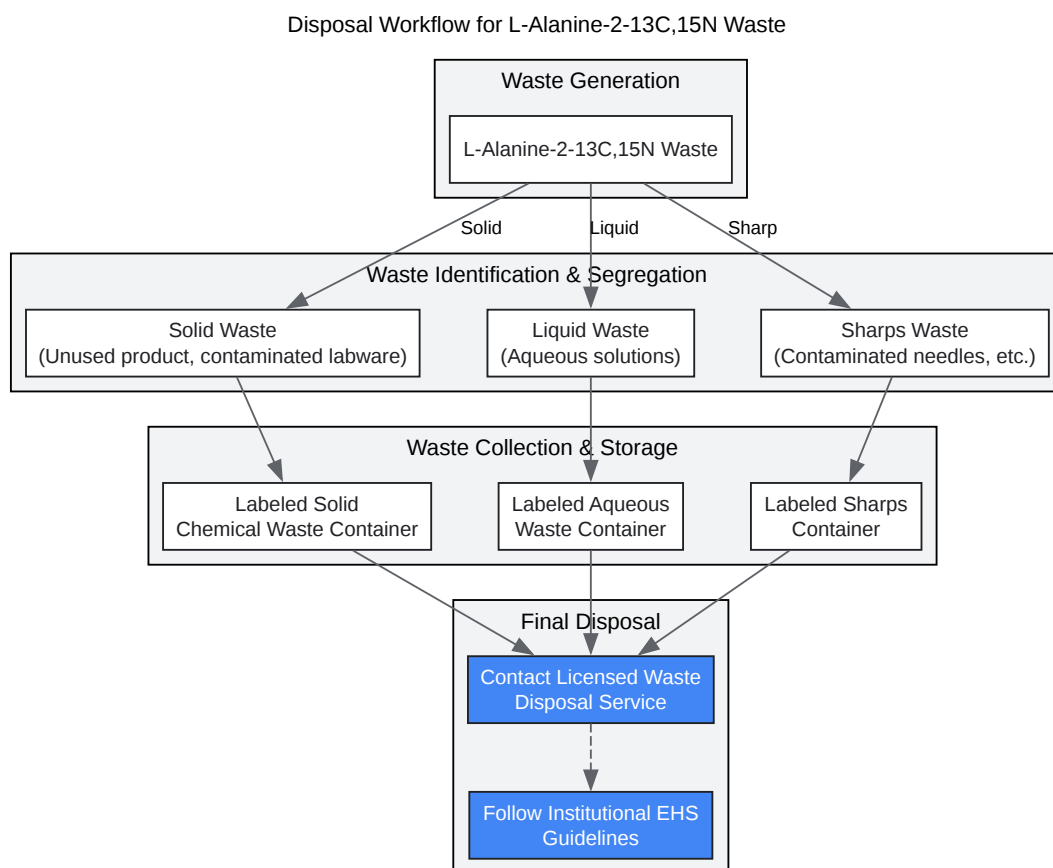 Disposal Workflow for L-Alanine-2-13C,15N Waste
Waste Generation
L-Alanine-2-13C,15N Waste
Solid
Liquid
Sharp
Waste Identification & Segregation
Solid Waste
(Unused product, contaminated labware)
Liquid Waste
(Aqueous solutions)
Sharps Waste
(Contaminated needles, etc.)
Waste Collection & Storage
Labeled Solid
Chemical Waste Container
Labeled Aqueous
Waste Container
Labeled Sharps
Container
Final Disposal
Contact Licensed Waste
Disposal Service
Follow Institutional EHS
Guidelines